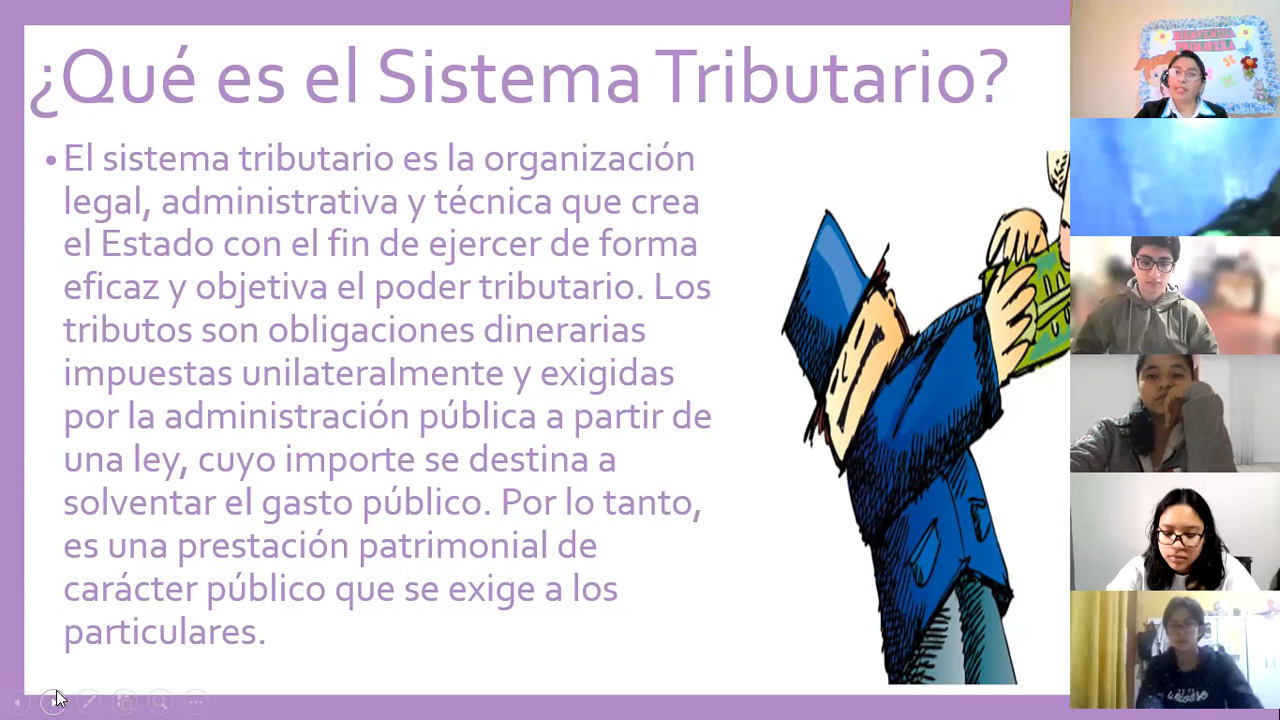 ¿Qué es el Sistema Tributario?
• El sistema tributario es la organización
legal, administrativa y técnica que crea
el Estado con el fin de ejercer de forma
eficaz y objetiva el poder tributario. Los
tributos son obligaciones dinerarias
impuestas unilateralmente y exigidas
por la administración pública a partir de
una ley, cuyo importe se destina a
solventar el gasto público. Por lo tanto,
es una prestación patrimonial de
carácter público que se exige a los
particulares.
BIENVENIDA
PRIMAVERA